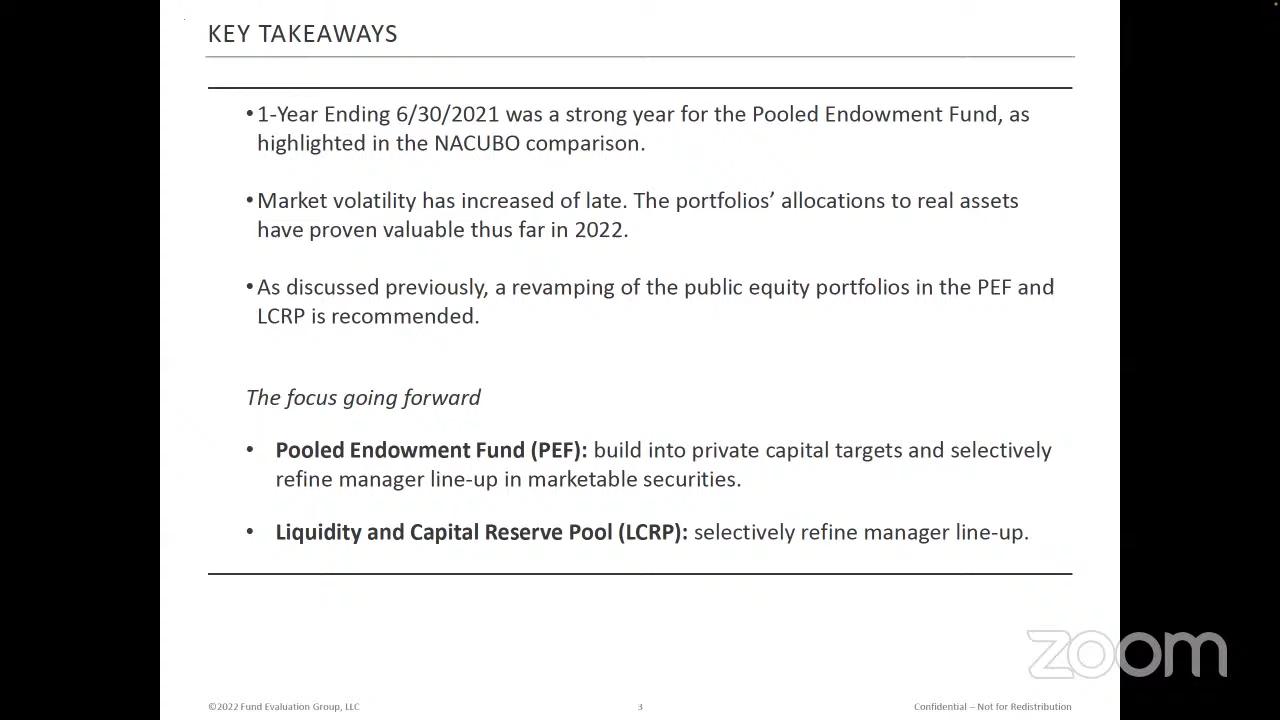 KEY TAKEAWAYS
•1-Year Ending 6/30/2021 was a strong year for the Pooled Endowment Fund, as
highlighted in the NACUBO comparison.
•Market volatility has increased of late. The portfolios’ allocations to real assets
have proven valuable thus far in 2022.
•As discussed previously, a revamping of the public equity portfolios in the PEF and
LCRP is recommended.
The focus going forward
• Pooled Endowment Fund (PEF): build into private capital targets and selectively
refine manager line-up in marketable securities.
• Liquidity and Capital Reserve Pool (LCRP): selectively refine manager line-up.
zoom
©2022 Fund Evaluation Group, LLC
3
Confidential – Not for Redistribution